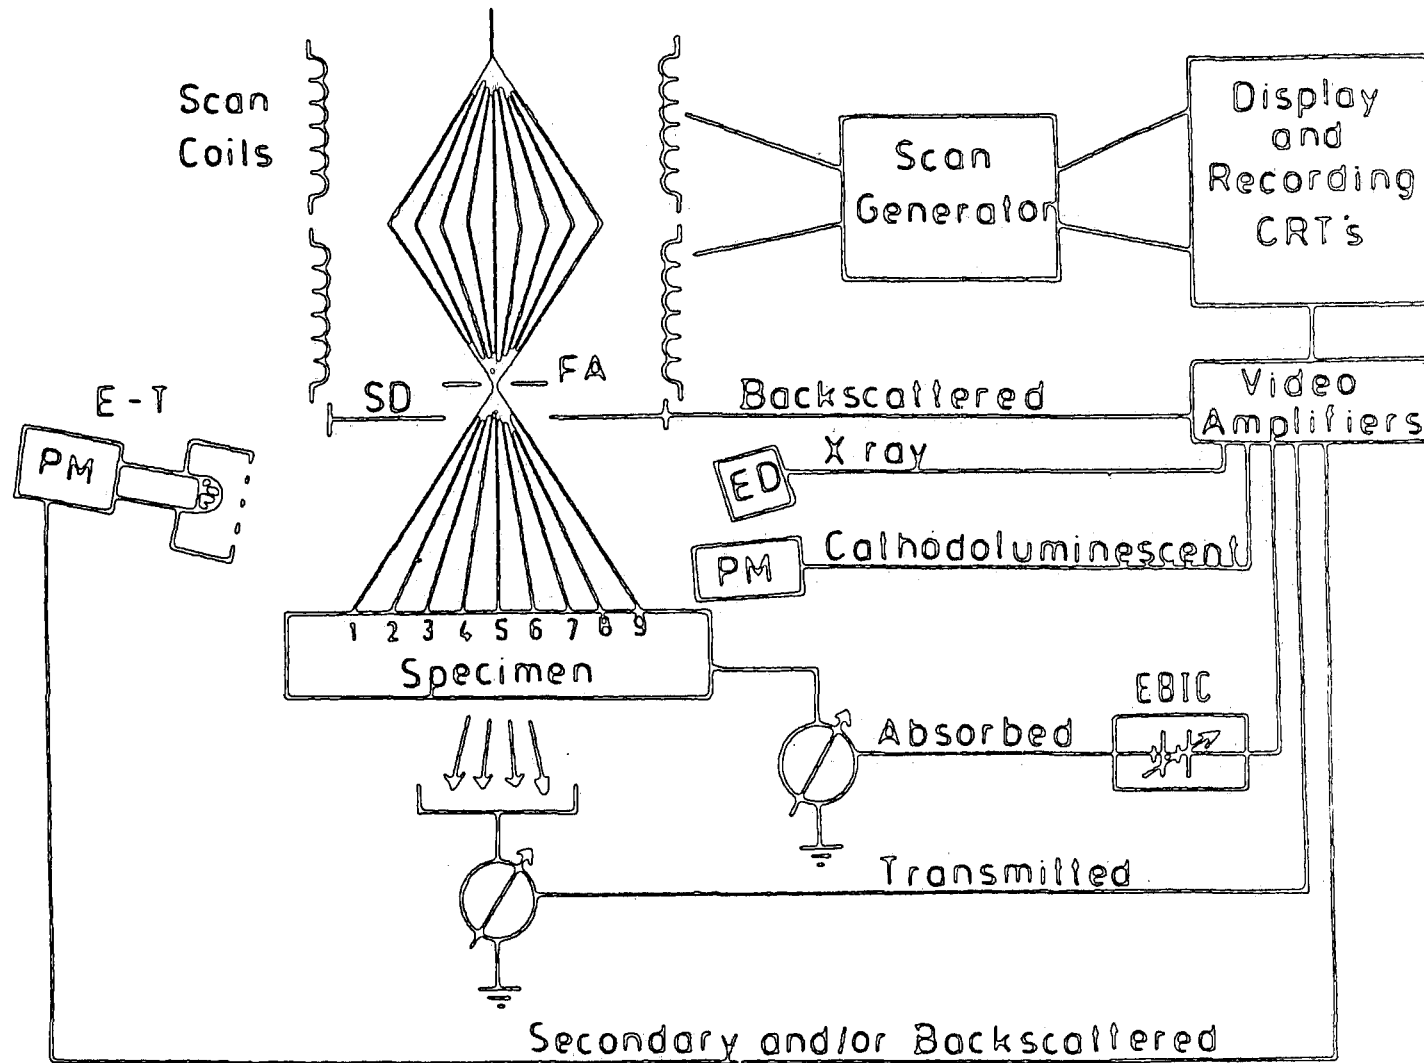 Scan
Coils
Scan
Generator
Display
and
Recording
CRT's
FA
SD
E-T
PM
Backscattered
Video
Amplifiers
X ray
ED
Cathodoluminescent
PM
1 2 3 4 5 6 7 8 9
Specimen
EBIC
Absorbed
Transmitted
Secondary and/or Backscattered